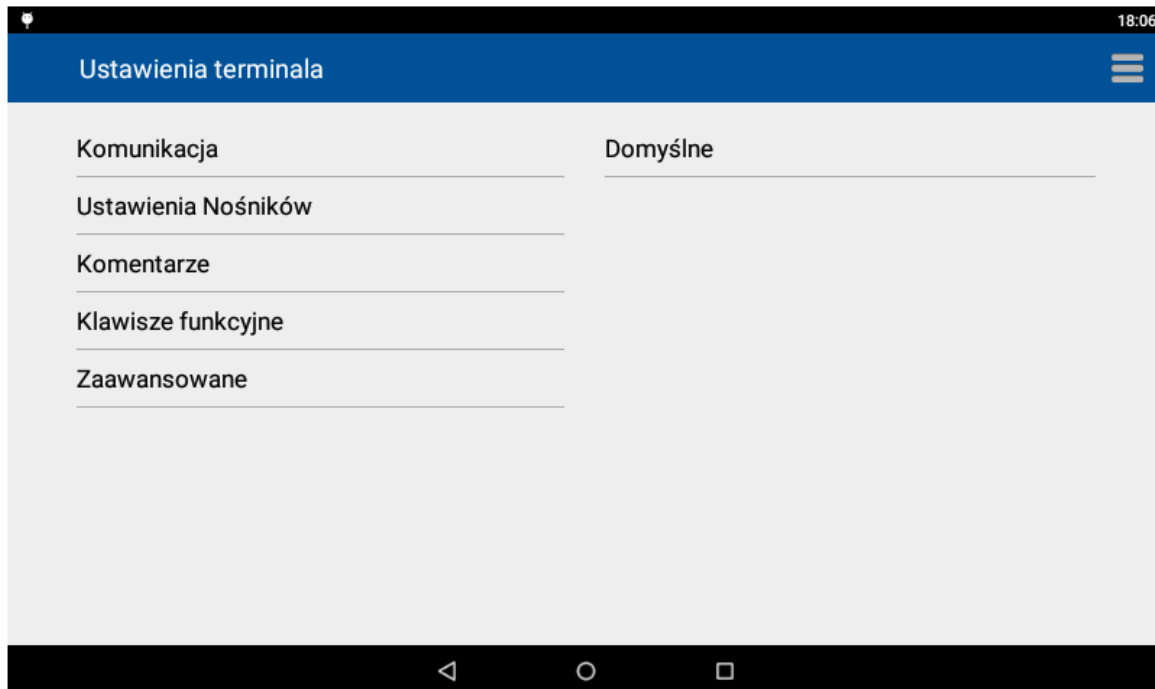 18:06
Ustawienia terminala
Komunikacja
Ustawienia Nośników
Komentarze
Klawisze funkcyjne
Zaawansowane
Domyślne